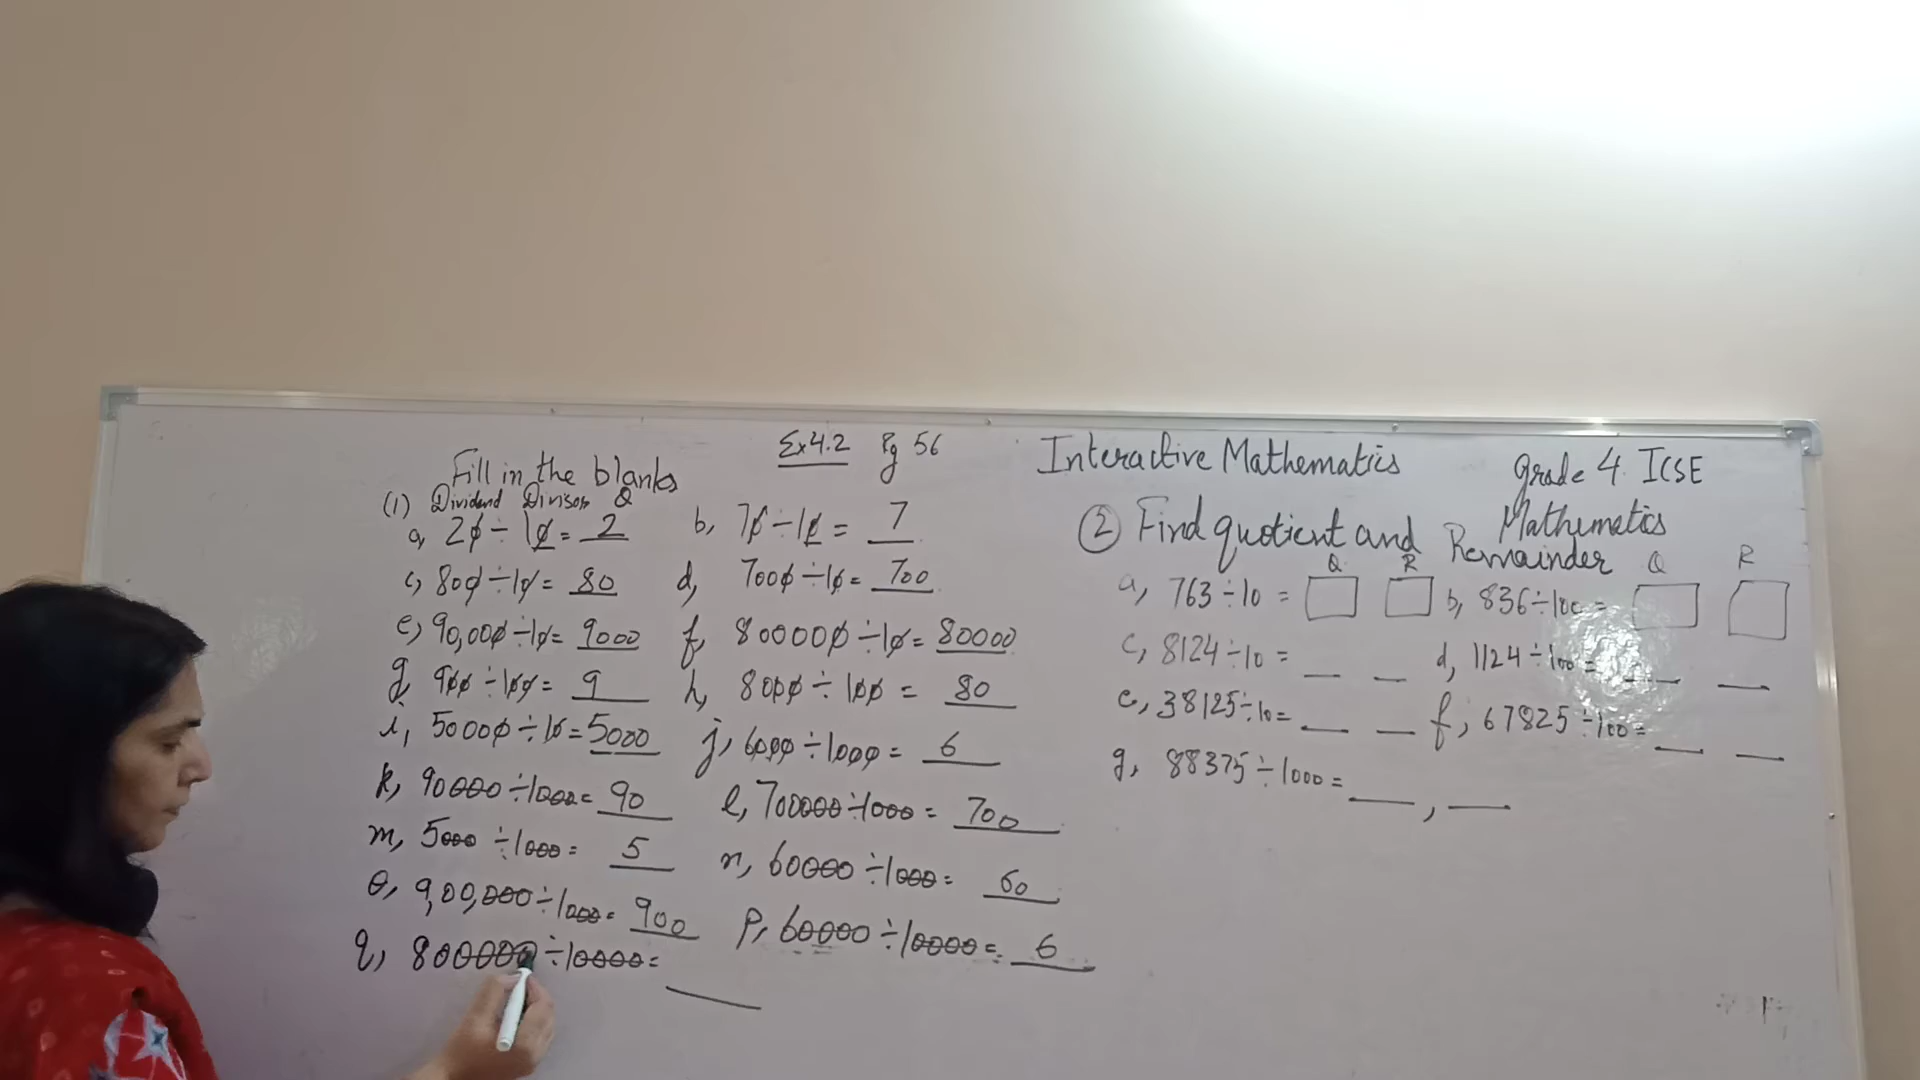 Ex 4.2 Pg 56
Interactive Mathematics
Grade 4 ICSE
Mathematics
Fill in the blanks
(1) Dividend Divisor Q
a, 20 ÷ 10 = 2
b, 70 ÷ 10 = 7
c, 800 ÷ 10 = 80
d, 7000 ÷ 10 = 700
e, 90,000 ÷ 10 = 9000
f, 800000 ÷ 10 = 80000
g, 900 ÷ 100 = 9
h, 8000 ÷ 100 = 80
i, 50000 ÷ 10 = 5000
j, 6000 ÷ 1000 = 6
k, 90000 ÷ 1000 = 90
l, 700000 ÷ 1000 = 700
m, 5000 ÷ 1000 = 5
n, 60000 ÷ 1000 = 60
o, 9,00,000 ÷ 1000 = 900
p, 60000 ÷ 10000 = 6
q, 800000 ÷ 10000 =
② Find quotient and Remainder
Q R Q R
a, 763 ÷ 10 =
b, 836 ÷ 100 =
c, 8124 ÷ 10 =
d, 1124 ÷ 100 =
e, 38125 ÷ 10 =
f, 67825 ÷ 100 =
g, 88375 ÷ 1000 = ,